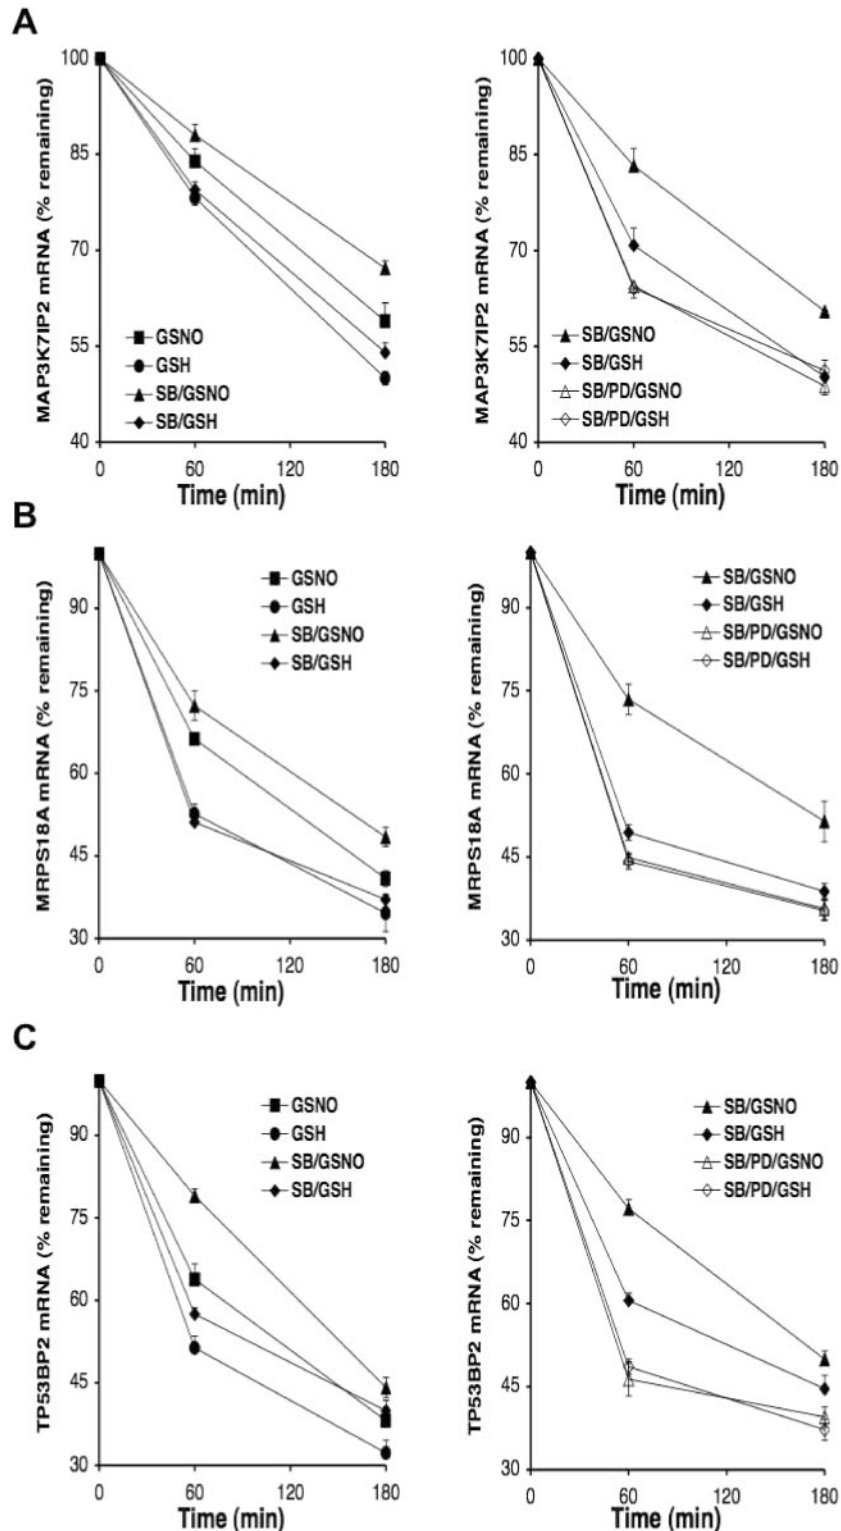 A
MAP3K7IP2 mRNA (% remaining)
100
85
70
55
40
GSNO
GSH
SB/GSNO
SB/GSH
0 60 120 180
Time (min)
MAP3K7IP2 mRNA (% remaining)
100
85
70
55
40
SB/GSNO
SB/GSH
SB/PD/GSNO
SB/PD/GSH
0 60 120 180
Time (min)
B
MRPS18A mRNA (% remaining)
90
75
60
45
30
GSNO
GSH
SB/GSNO
SB/GSH
0 60 120 180
Time (min)
MRPS18A mRNA (% remaining)
90
75
60
45
30
SB/GSNO
SB/GSH
SB/PD/GSNO
SB/PD/GSH
0 60 120 180
Time (min)
C
TP53BP2 mRNA (% remaining)
90
75
60
45
30
GSNO
GSH
SB/GSNO
SB/GSH
0 60 120 180
Time (min)
TP53BP2 mRNA (% remaining)
90
75
60
45
30
SB/GSNO
SB/GSH
SB/PD/GSNO
SB/PD/GSH
0 60 120 180
Time (min)